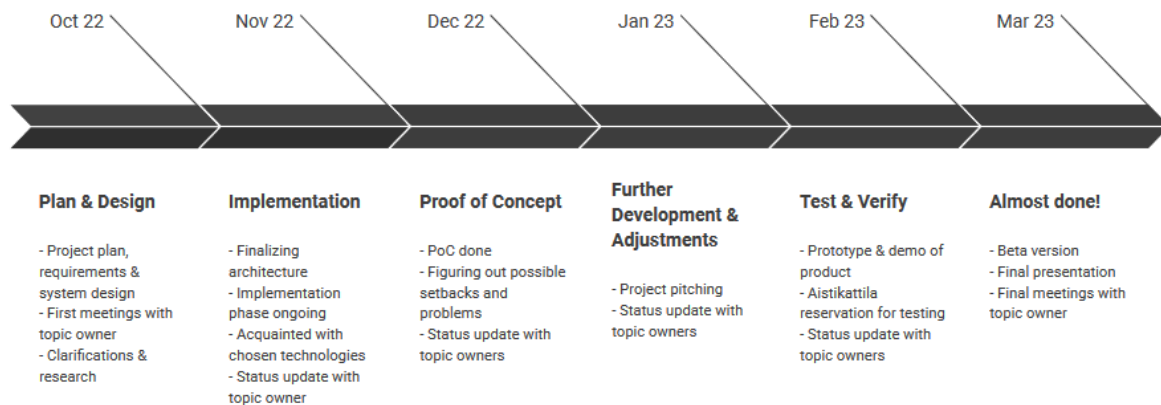 Oct 22
Nov 22
Dec 22
Jan 23
Feb 23
Mar 23
Plan & Design
- Project plan,
requirements &
system design
- First meetings with
topic owner
- Clarifications &
research
Implementation
- Finalizing
architecture
- Implementation
phase ongoing
- Acquainted with
chosen technologies
- Status update with
topic owner
Proof of Concept
- PoC done
- Figuring out possible
setbacks and
problems
- Status update with
topic owners
Further
Development &
Adjustments
- Project pitching
- Status update with
topic owners
Test & Verify
- Prototype & demo of
product
- Aistikattila
reservation for testing
- Status update with
topic owners
Almost done!
- Beta version
- Final presentation
- Final meetings with
topic owner